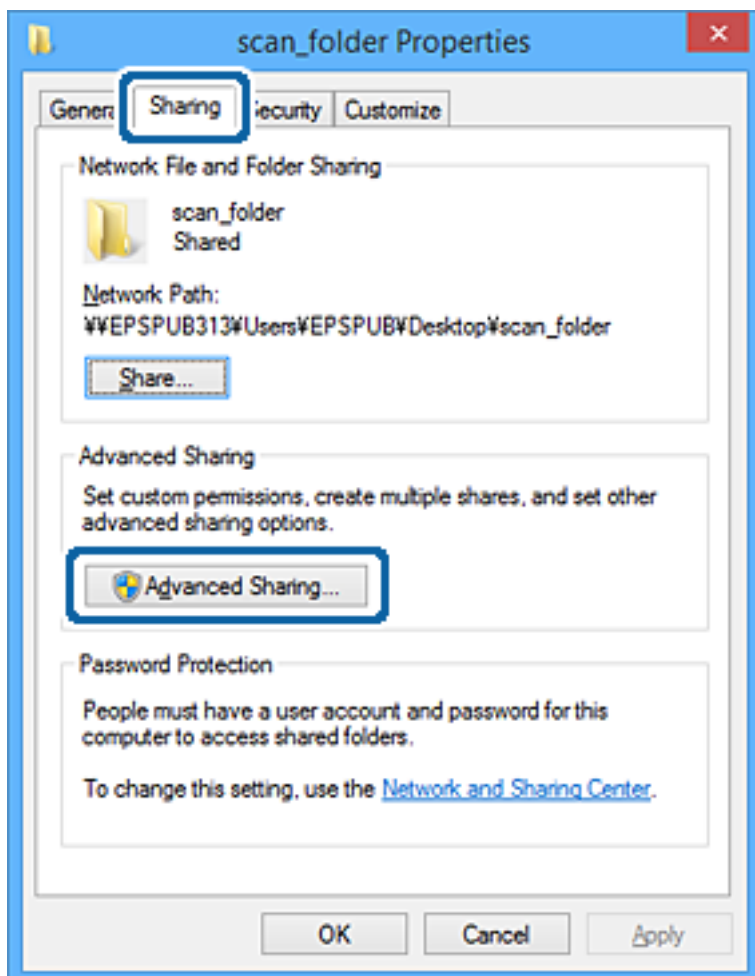 scan_folder Properties
General Sharing Security Customize
Network File and Folder Sharing
scan_folder
Shared
Network Path:
¥¥EPSPUB313¥Users¥EPSPUB¥Desktop¥scan_folder
Share...
Advanced Sharing
Set custom permissions, create multiple shares, and set other
advanced sharing options.
Advanced Sharing...
Password Protection
People must have a user account and password for this
computer to access shared folders.
To change this setting, use the Network and Sharing Center.
OK Cancel Apply